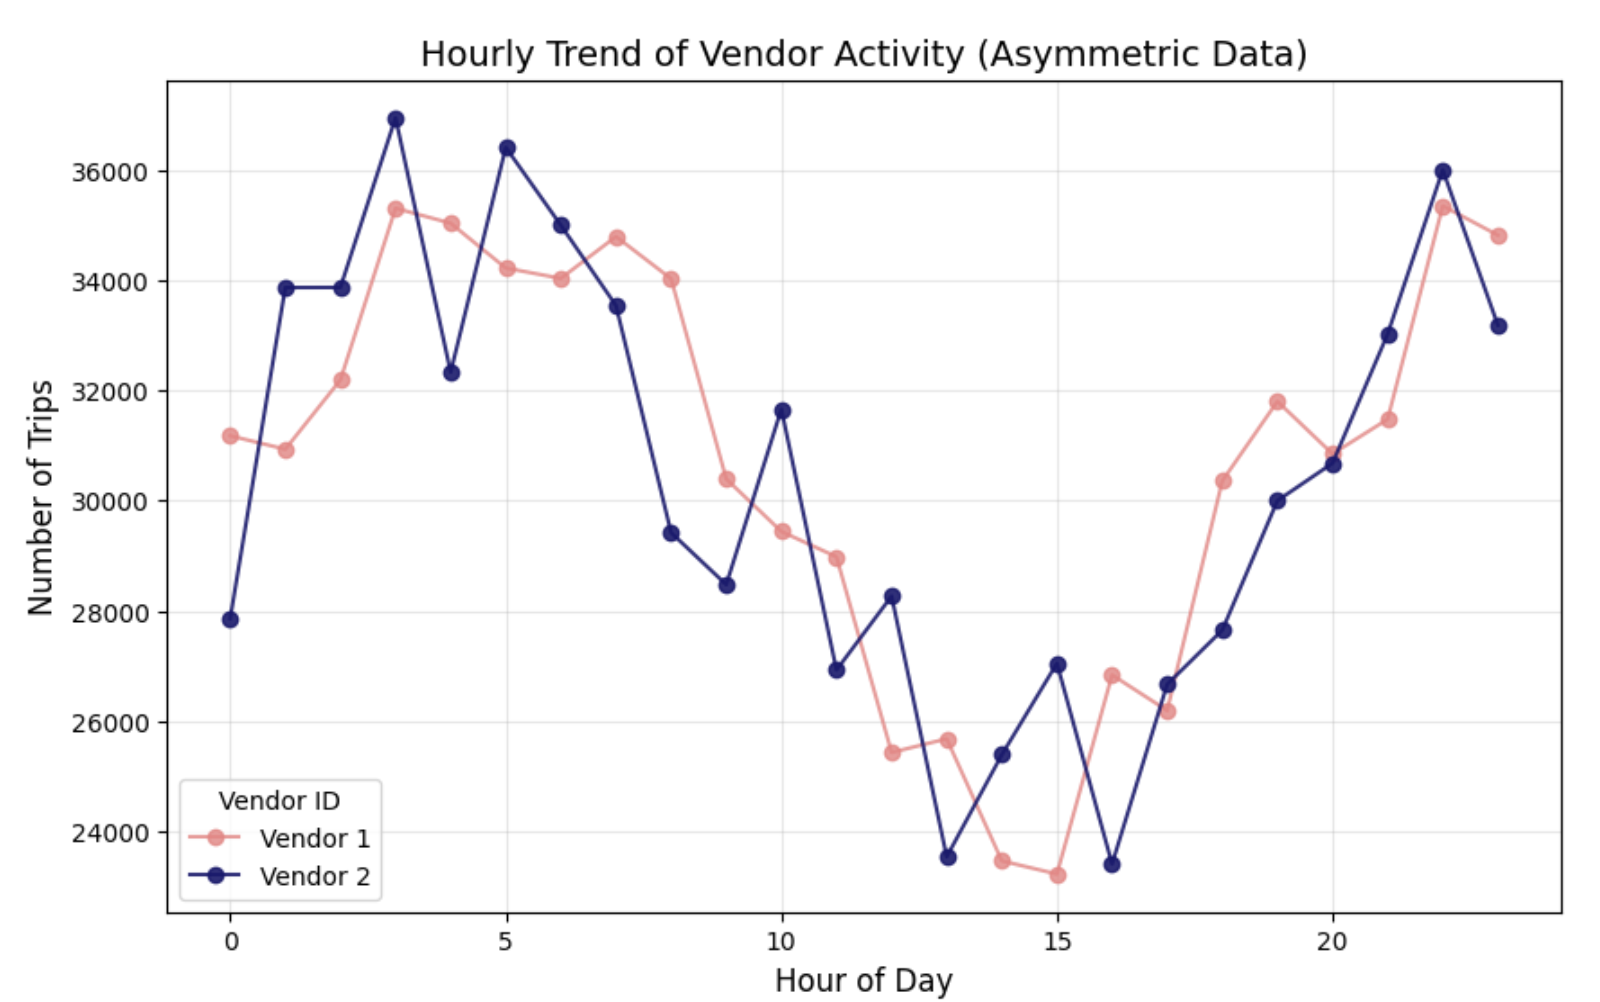 Hourly Trend of Vendor Activity (Asymmetric Data)
Number of Trips
36000
34000
32000
30000
28000
26000
24000
Vendor ID
Vendor 1
Vendor 2
0 5 10 15 20
Hour of Day